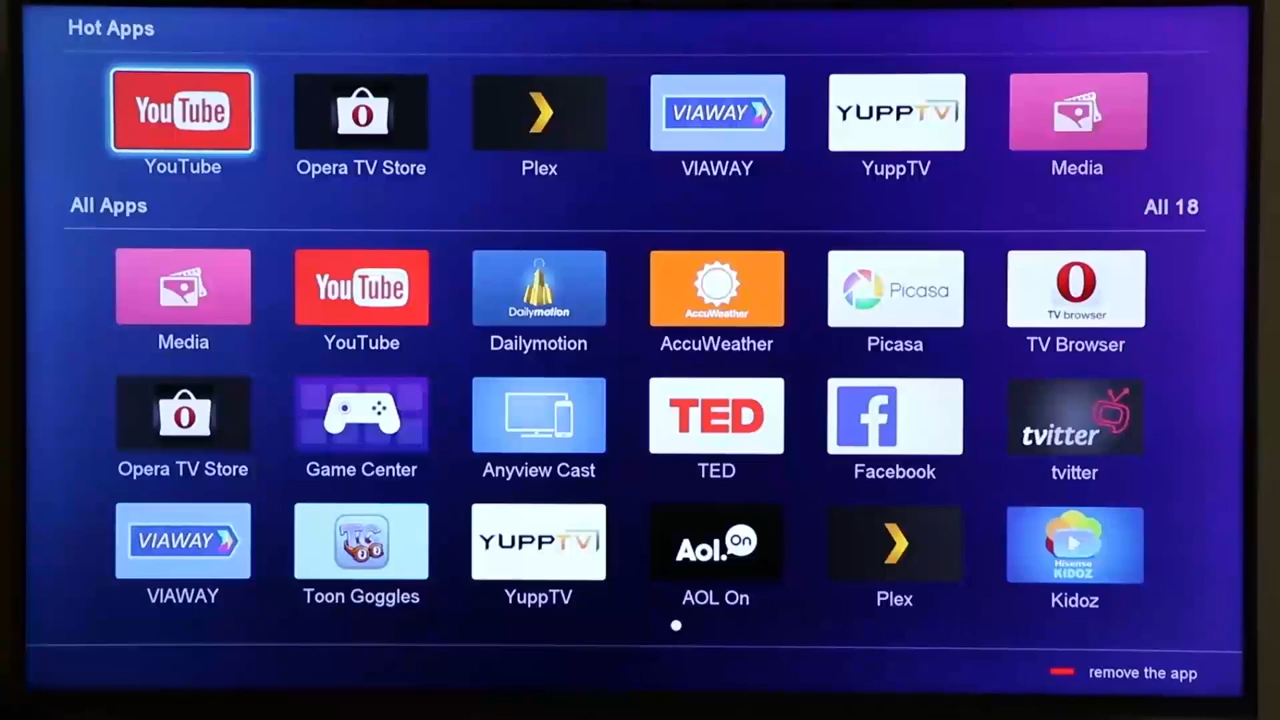 Hot Apps
YouTube
VIAWAY
YUPPTV
YouTube
Opera TV Store
Plex
VIAWAY
YuppTV
Media
All Apps
All 18
YouTube
Dailymotion
AccuWeather
Picasa
TV browser
Media
YouTube
Dailymotion
AccuWeather
Picasa
TV Browser
TED
tvitter
Opera TV Store
Game Center
Anyview Cast
TED
Facebook
tvitter
VIAWAY
TG
YUPPTV
Aol.On
Hisense
KIDOZ
VIAWAY
Toon Goggles
YuppTV
AOL On
Plex
Kidoz
remove the app